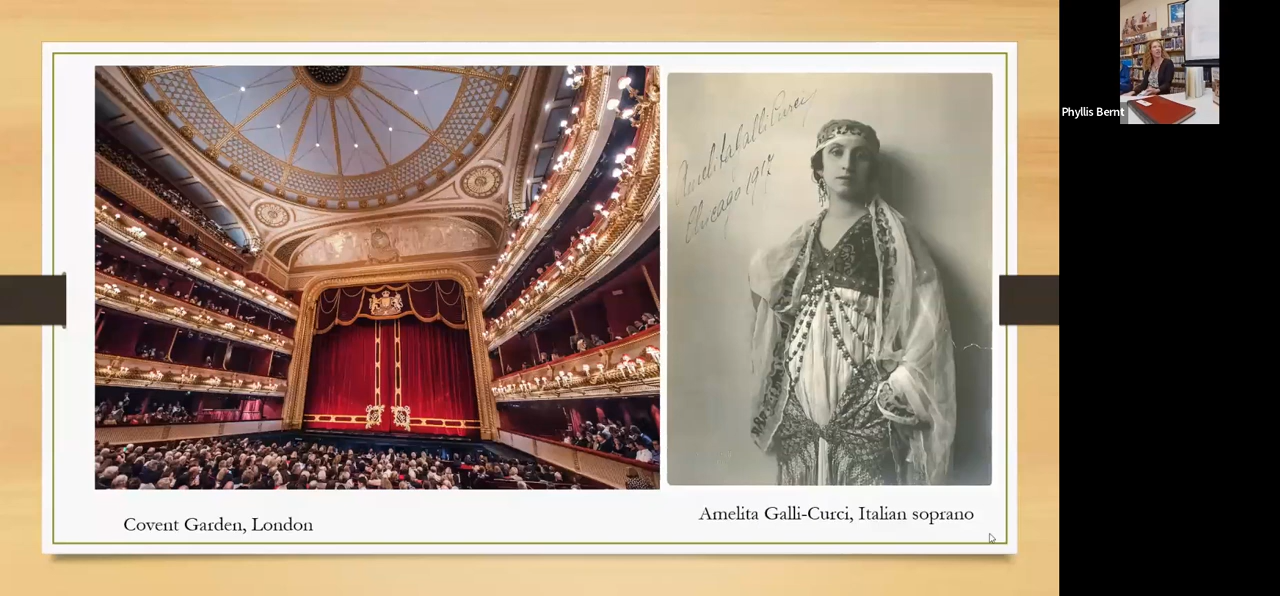 Amelita Galli Curci
Chicago 1917
Covent Garden, London
Amelita Galli-Curci, Italian soprano
Phyllis Bernt